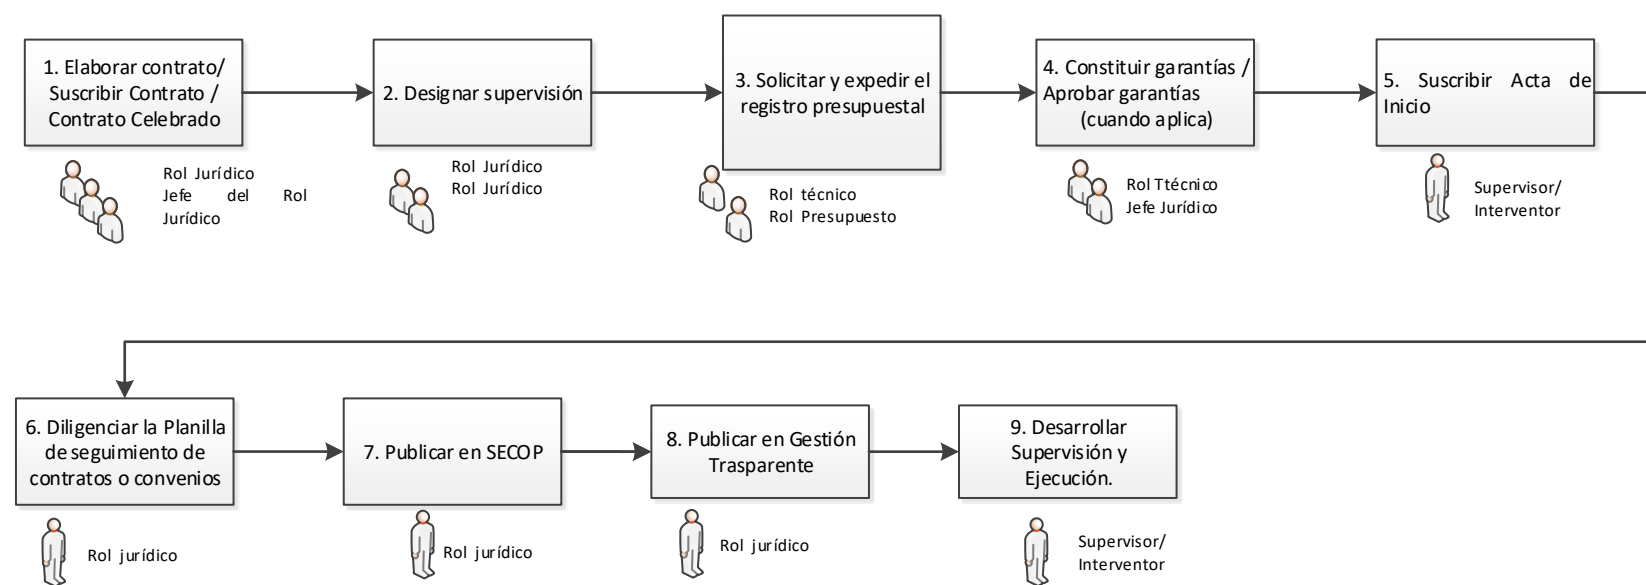 1. Elaborar contrato/
Suscribir Contrato /
Contrato Celebrado
Rol Jurídico
Jefe del Rol
Jurídico
2. Designar supervisión
Rol Jurídico
Rol Jurídico
3. Solicitar y expedir el
registro presupuestal
Rol técnico
Rol Presupuesto
4. Constituir garantías /
Aprobar garantías
(cuando aplica)
Rol Ttécnico
Jefe Jurídico
5. Suscribir Acta de
Inicio
Supervisor/
Interventor
6. Diligenciar la Planilla
de seguimiento de
contratos o convenios
Rol jurídico
7. Publicar en SECOP
Rol jurídico
8. Publicar en Gestión
Trasparente
Rol jurídico
9. Desarrollar
Supervisión y
Ejecución.
Supervisor/
Interventor